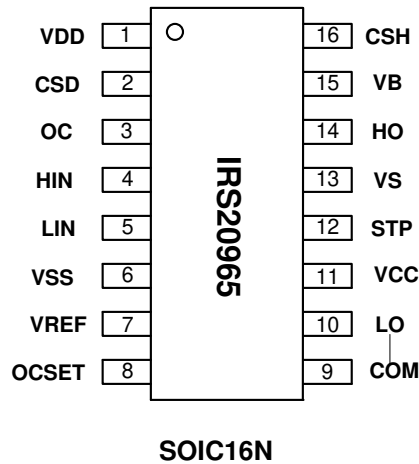 VDD 1 16 CSH
CSD 2 15 VB
OC 3 14 HO
HIN 4 13 VS
LIN 5 12 STP
VSS 6 11 VCC
VREF 7 10 LO
OCSET 8 9 COM
IRS20965
SOIC16N